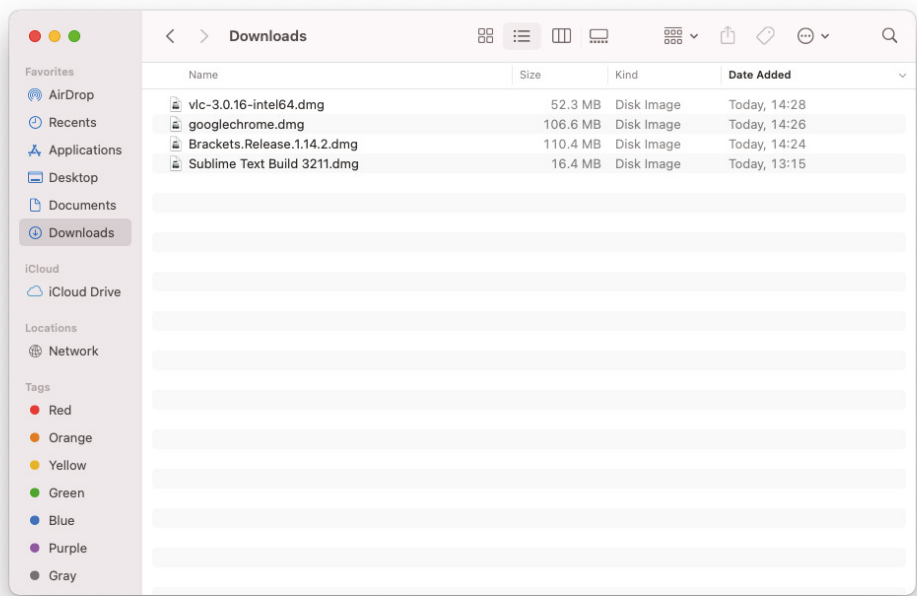 Downloads
Favorites
AirDrop
Recents
Applications
Desktop
Documents
Downloads
iCloud
iCloud Drive
Locations
Network
Tags
Red
Orange
Yellow
Green
Blue
Purple
Gray
Name Size Kind Date Added
vlc-3.0.16-intel64.dmg 52.3 MB Disk Image Today, 14:28
googlechrome.dmg 106.6 MB Disk Image Today, 14:26
Brackets.Release.1.14.2.dmg 110.4 MB Disk Image Today, 14:24
Sublime Text Build 3211.dmg 16.4 MB Disk Image Today, 13:15